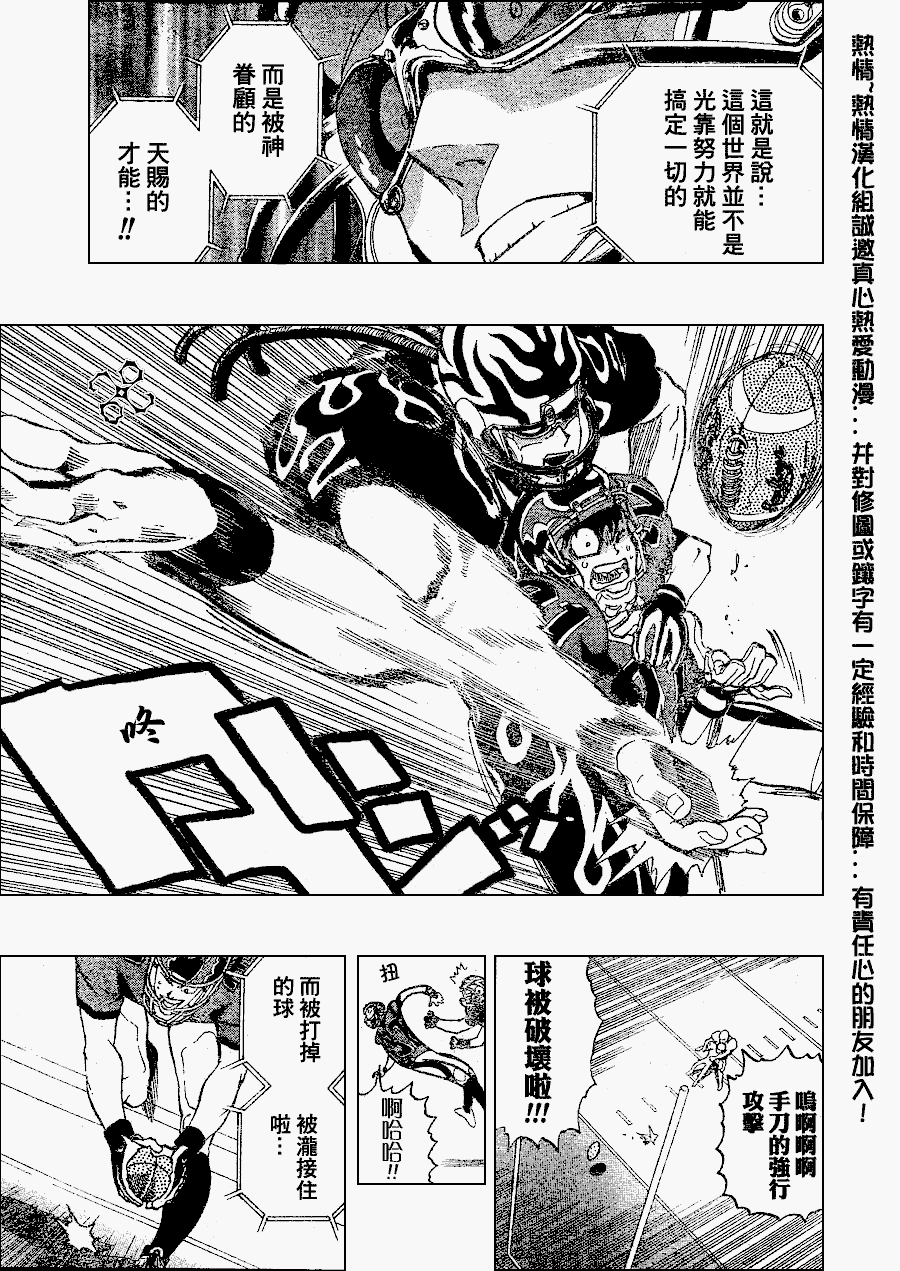 這就是說…
這個世界並不是
光靠努力就能
搞定一切的
而是被神
眷顧的
天賜的
才能…!!
咚
嗚啊啊啊
手刀的強行
攻擊
球被破壞啦!!!
扭
啊哈哈!!
而被打掉
的球
被瀧接住
啦…
熱情~熱情漢化組誠邀真心熱愛動漫...并對修圖或鑲字有一定經驗和時間保障...有責任心的朋友加入!